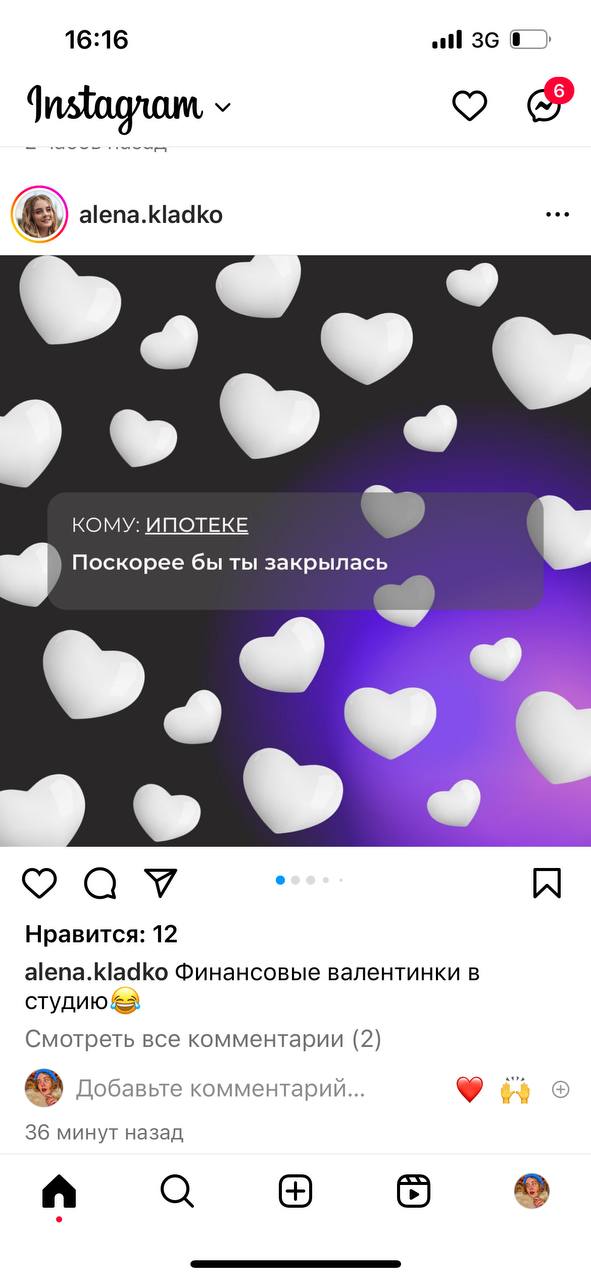 16:16
3G
Instagram
6
alena.kladko
КОМУ: ИПОТЕКЕ
Поскорее бы ты закрылась
Нравится: 12
alena.kladko Финансовые валентинки в
студию😂
Смотреть все комментарии (2)
Добавьте комментарий...
36 минут назад